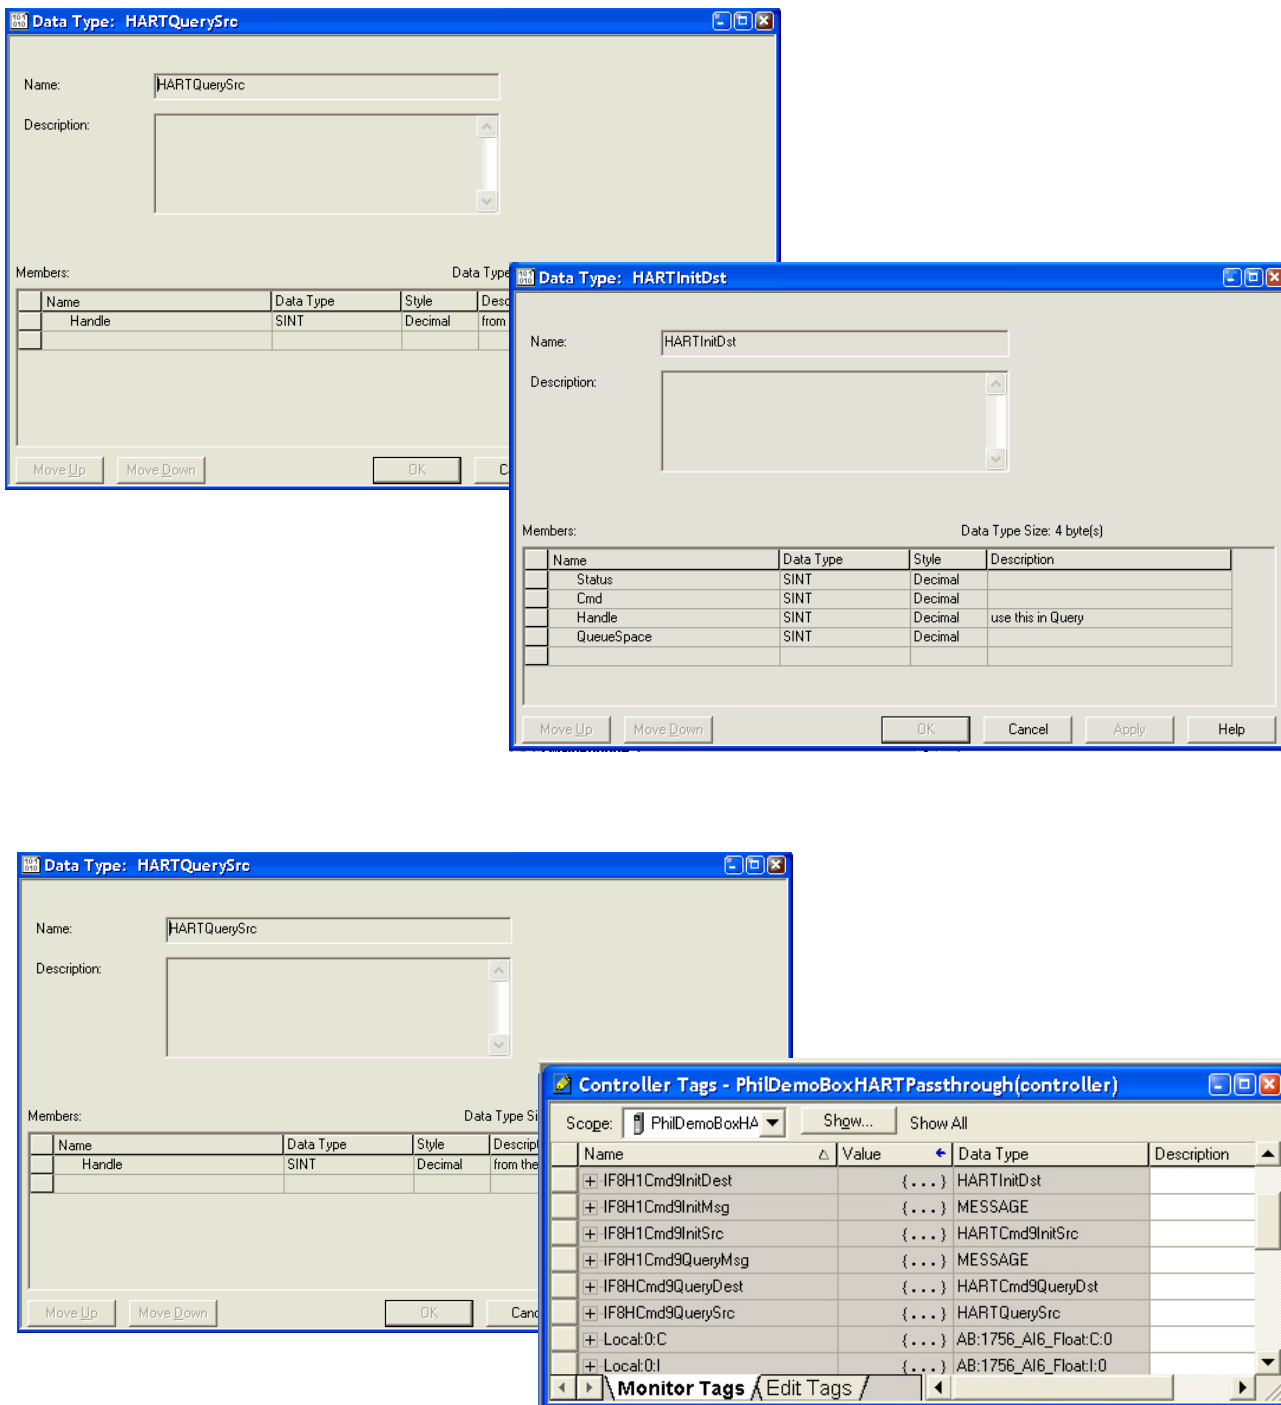 Data Type: HARTQuerySrc
Name: HARTQuerySrc
Description:
Members: Data Type
Name Data Type Style Desc
Handle SINT Decimal from
Move Up Move Down OK C
Data Type: HARTInitDst
Name: HARTInitDst
Description:
Members: Data Type Size: 4 byte(s)
Name Data Type Style Description
Status SINT Decimal
Cmd SINT Decimal
Handle SINT Decimal use this in Query
QueueSpace SINT Decimal
Move Up Move Down OK Cancel Apply Help
Data Type: HARTQuerySrc
Name: HARTQuerySrc
Description:
Members: Data Type Si
Name Data Type Style Descript
Handle SINT Decimal from the
Move Up Move Down OK Canc
Controller Tags - PhilDemoBoxHARTPassthrough(controller)
Scope: PhilDemoBoxHA Show... Show All
Name Value Data Type Description
IF8H1Cmd9InitDest {...} HARTInitDst
IF8H1Cmd9InitMsg {...} MESSAGE
IF8H1Cmd9InitSrc {...} HARTCmd9InitSrc
IF8H1Cmd9QueryMsg {...} MESSAGE
IF8HCmd9QueryDest {...} HARTCmd9QueryDst
IF8HCmd9QuerySrc {...} HARTQuerySrc
Local:0:C {...} AB:1756_AI6_Float:C:0
Local:0:I {...} AB:1756_AI6_Float:I:0
Monitor Tags Edit Tags